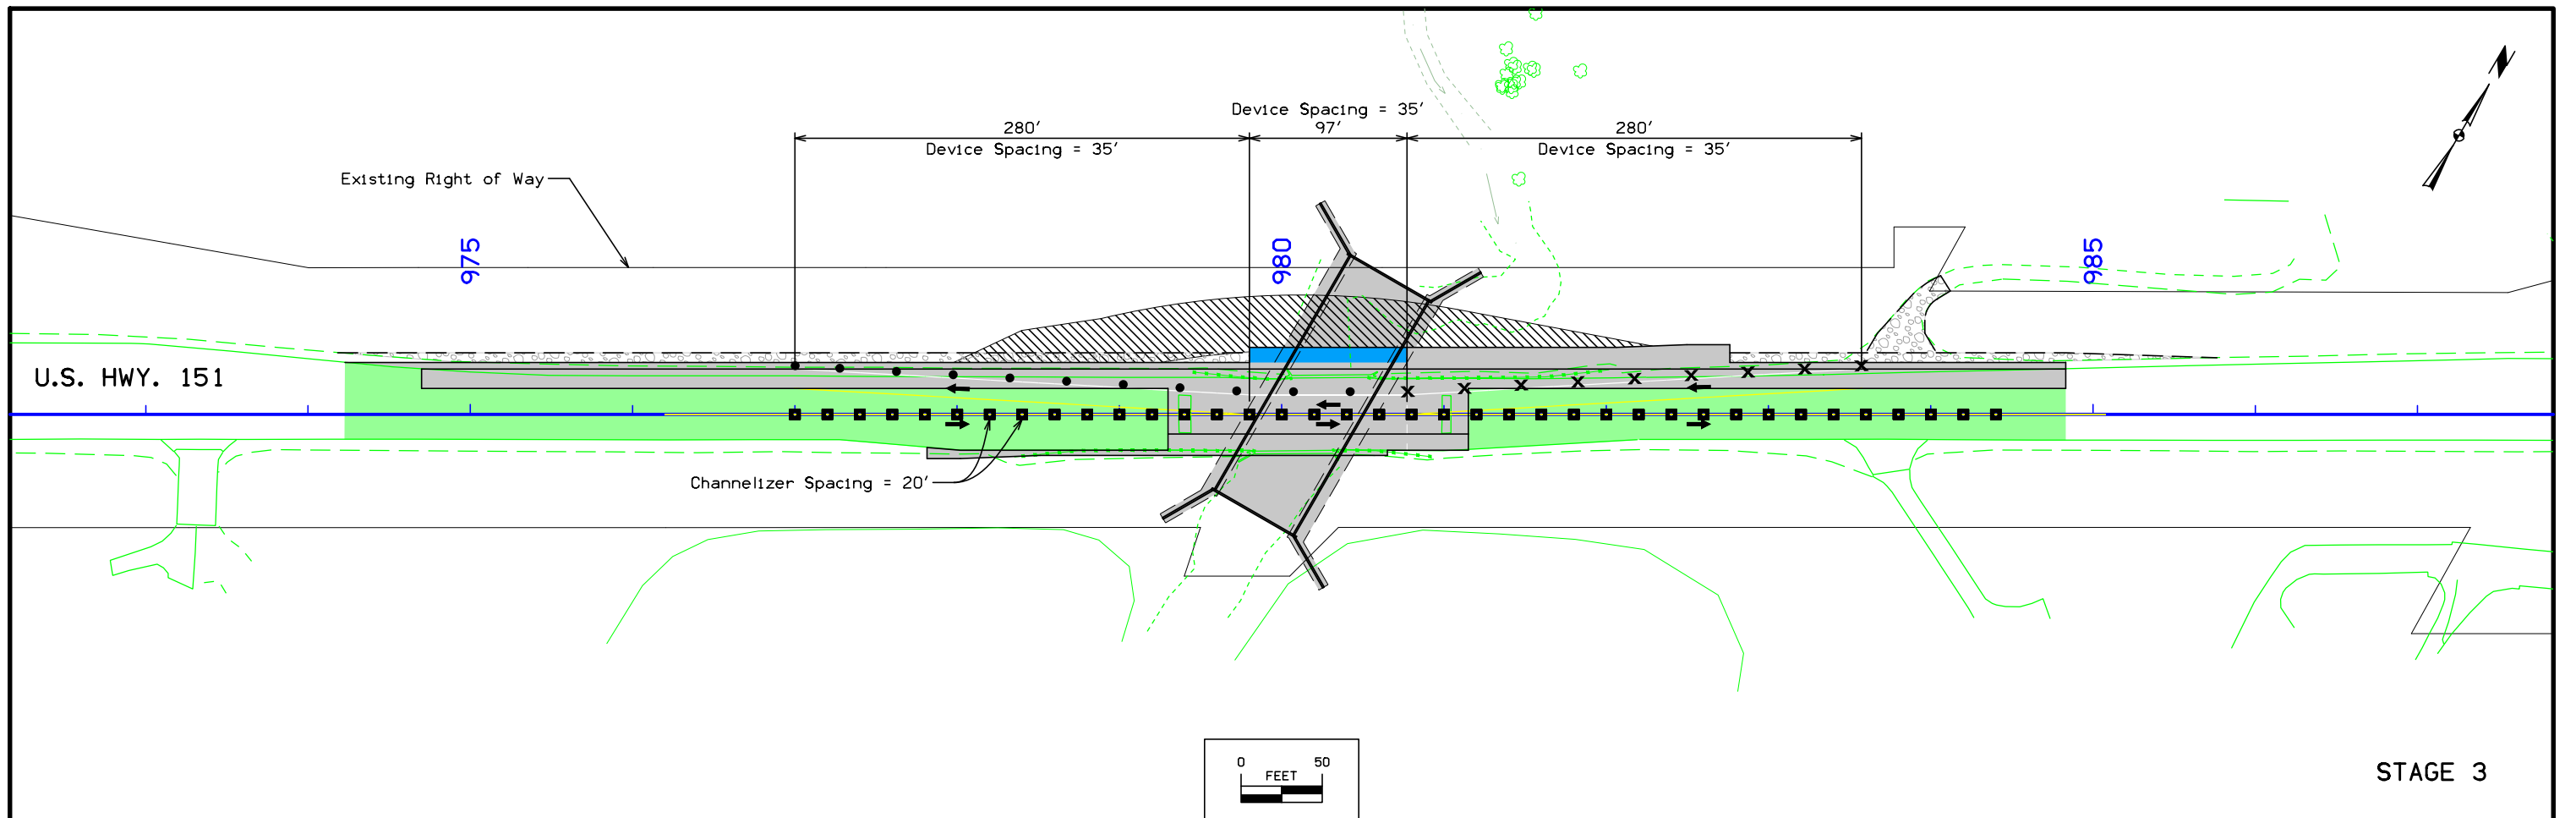 Device Spacing = 35'
280'
97'
280'
Device Spacing = 35'
Device Spacing = 35'
Existing Right of Way
975
980
985
U.S. HWY. 151
Channelizer Spacing = 20'
0 50
FEET
STAGE 3
N